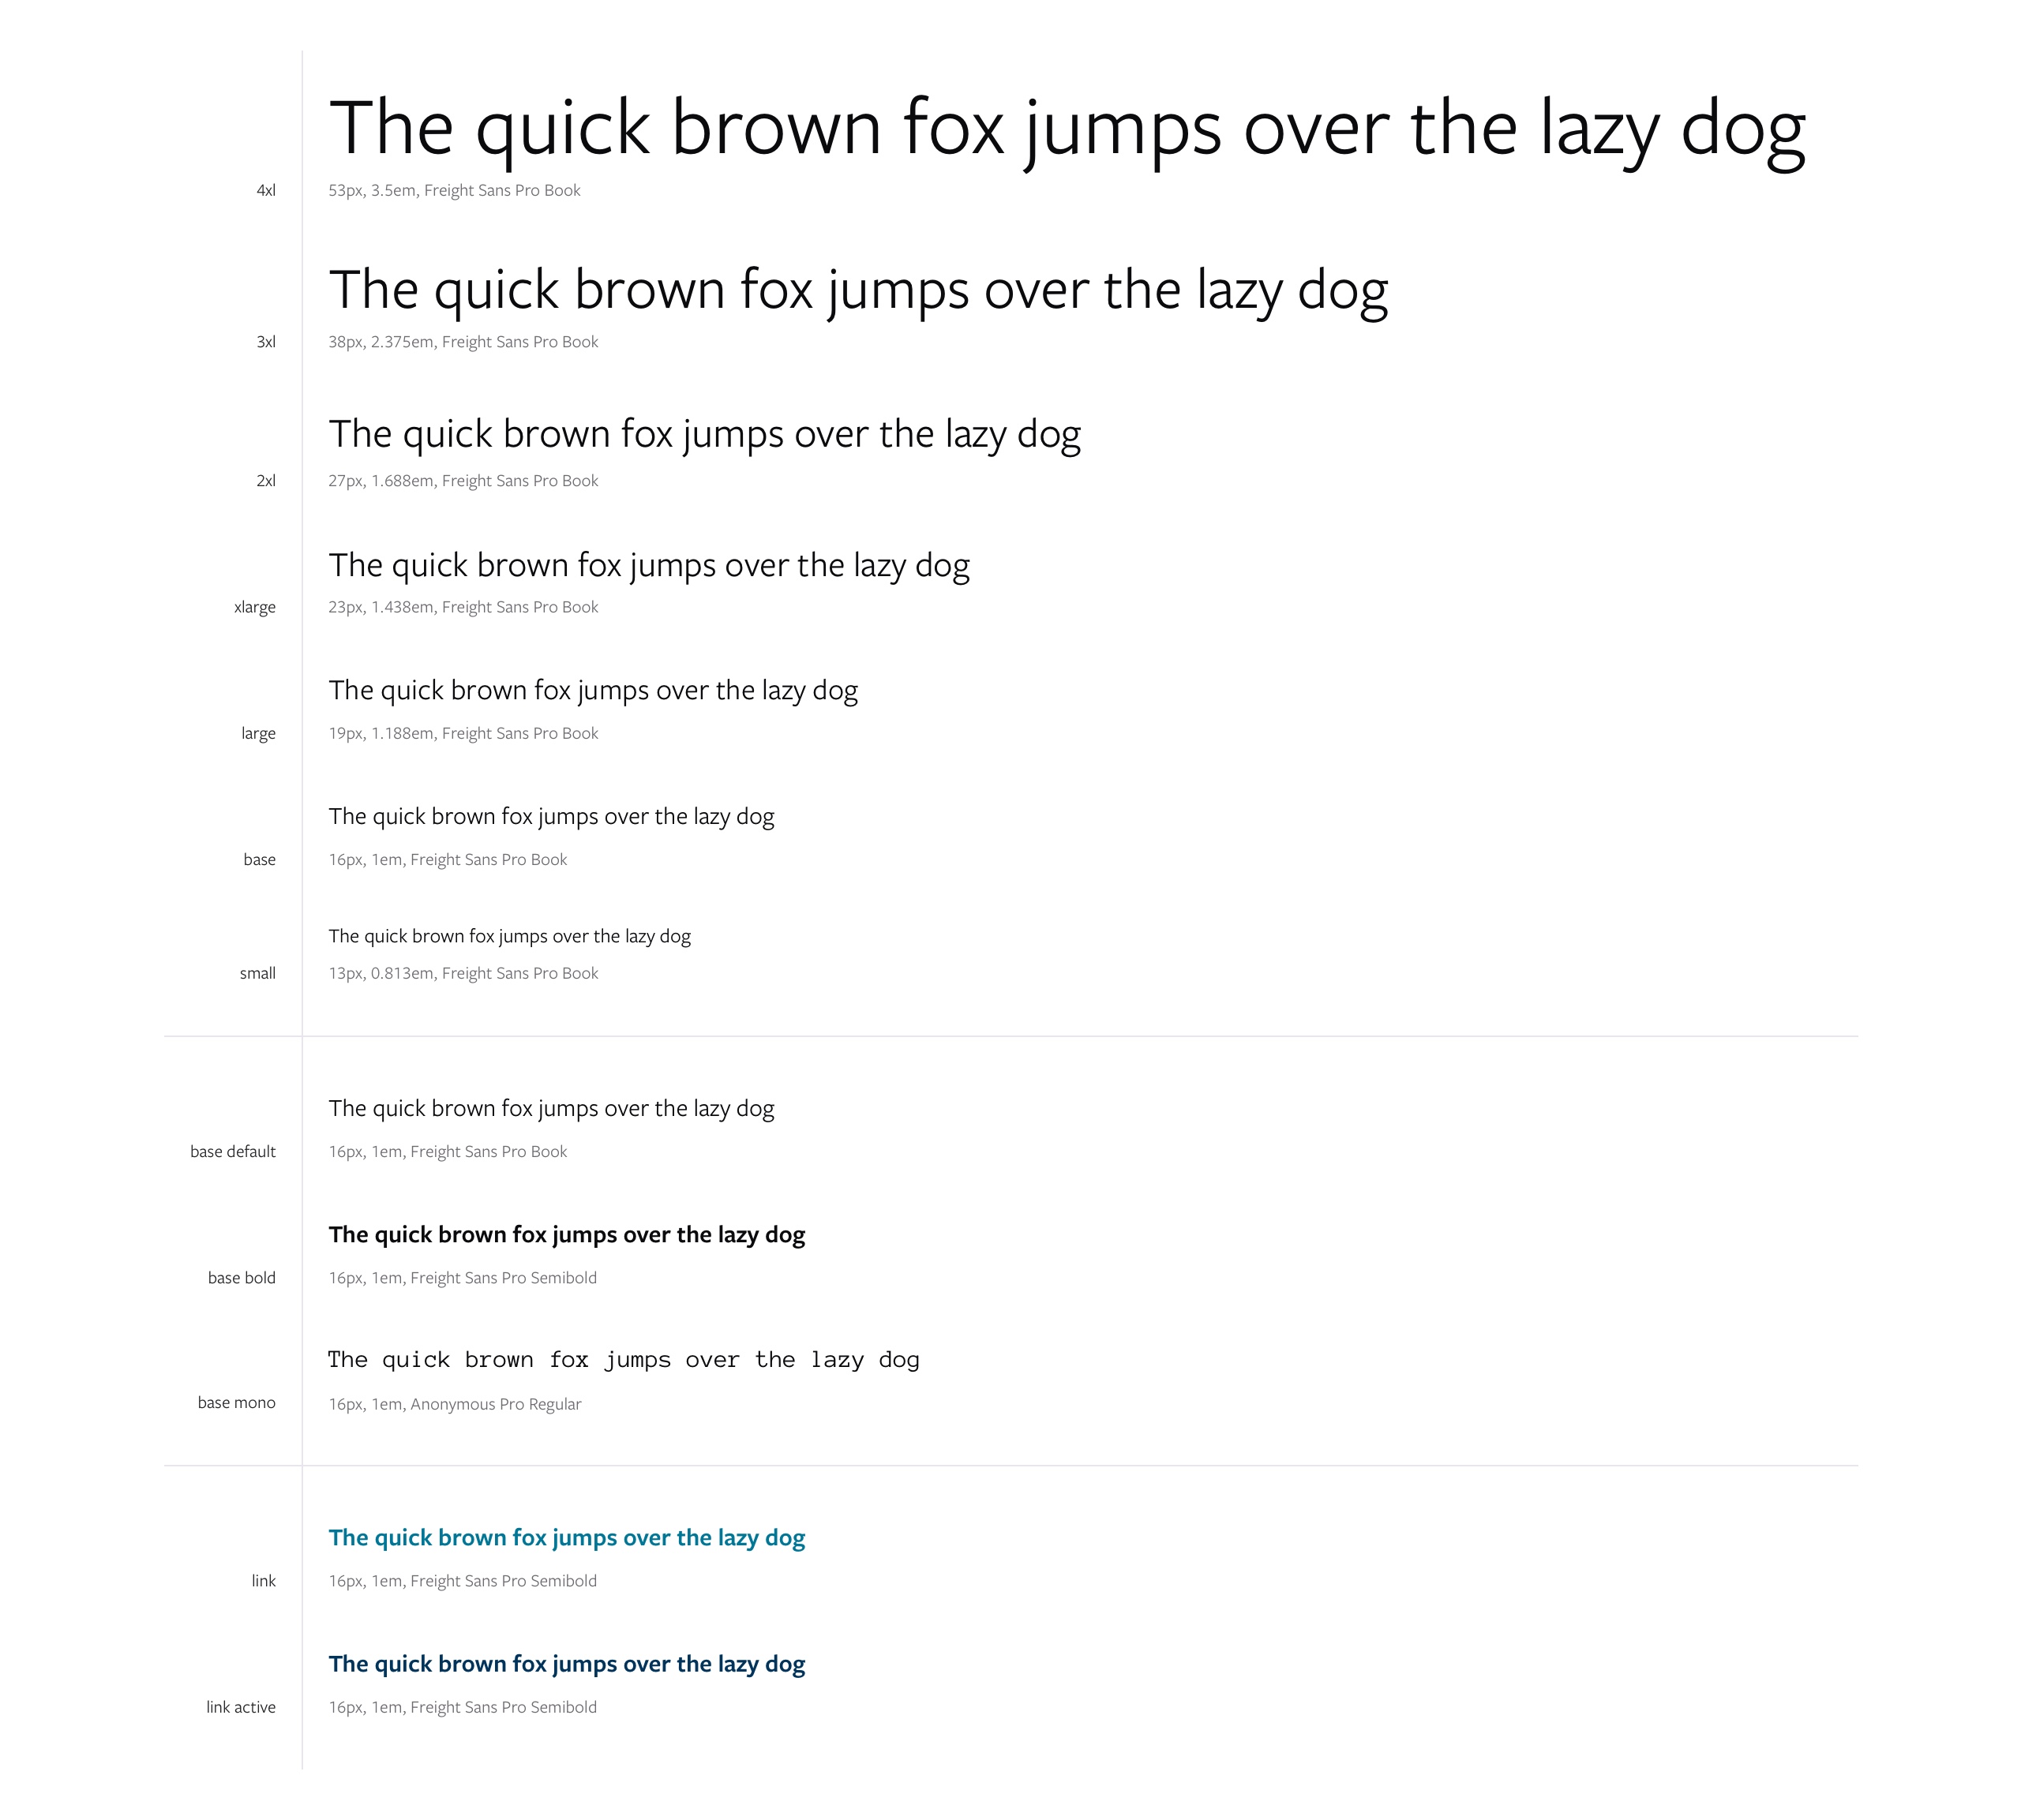 The quick brown fox jumps over the lazy dog
4xl 53px, 3.5em, Freight Sans Pro Book
The quick brown fox jumps over the lazy dog
3xl 38px, 2.375em, Freight Sans Pro Book
The quick brown fox jumps over the lazy dog
2xl 27px, 1.688em, Freight Sans Pro Book
The quick brown fox jumps over the lazy dog
xlarge 23px, 1.438em, Freight Sans Pro Book
The quick brown fox jumps over the lazy dog
large 19px, 1.188em, Freight Sans Pro Book
The quick brown fox jumps over the lazy dog
base 16px, 1em, Freight Sans Pro Book
The quick brown fox jumps over the lazy dog
small 13px, 0.813em, Freight Sans Pro Book
The quick brown fox jumps over the lazy dog
base default 16px, 1em, Freight Sans Pro Book
The quick brown fox jumps over the lazy dog
base bold 16px, 1em, Freight Sans Pro Semibold
The quick brown fox jumps over the lazy dog
base mono 16px, 1em, Anonymous Pro Regular
The quick brown fox jumps over the lazy dog
link 16px, 1em, Freight Sans Pro Semibold
The quick brown fox jumps over the lazy dog
link active 16px, 1em, Freight Sans Pro Semibold